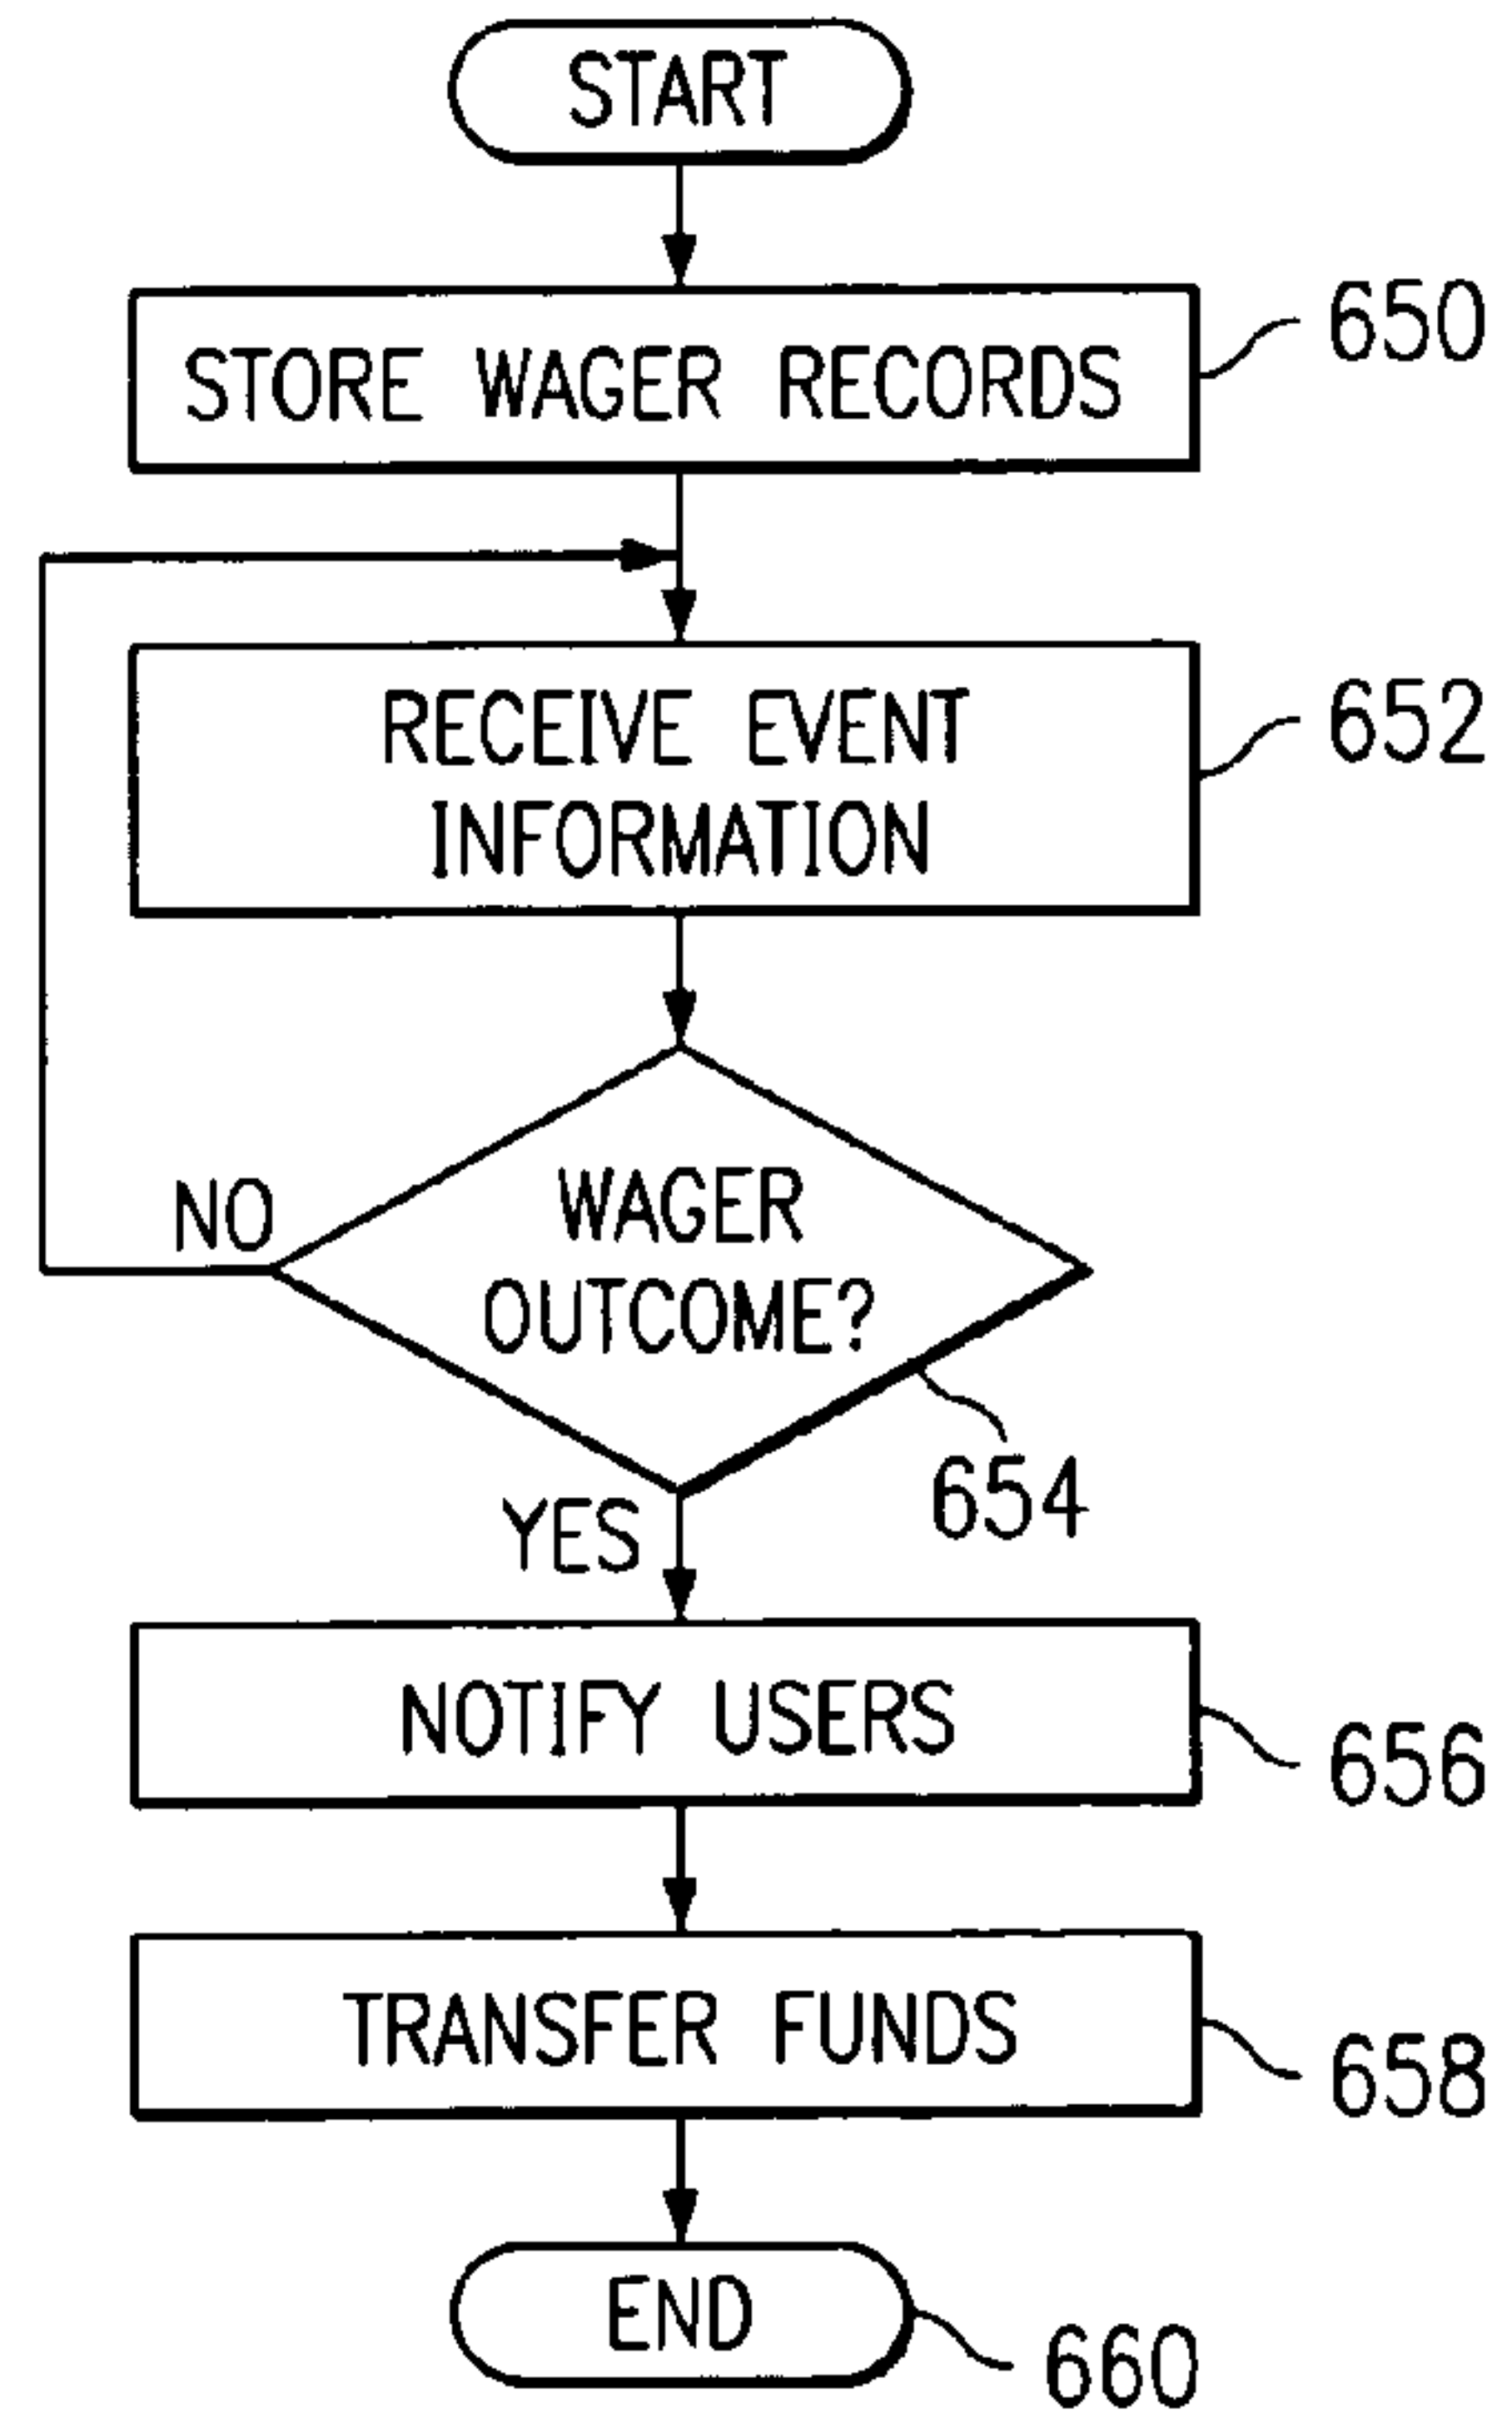 START
STORE WAGER RECORDS
650
RECEIVE EVENT
INFORMATION
652
WAGER
OUTCOME?
NO
654
YES
NOTIFY USERS
656
TRANSFER FUNDS
658
END
660